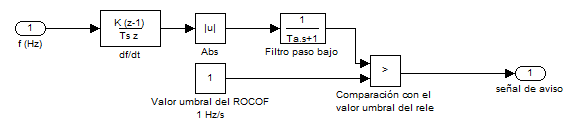 1
f (Hz)
K (z-1)
Ts z
df/dt
|u|
Abs
1
Ta.s+1
Filtro paso bajo
1
Valor umbral del ROCOF
1 Hz/s
>
Comparación con el
valor umbral del rele
1
señal de aviso